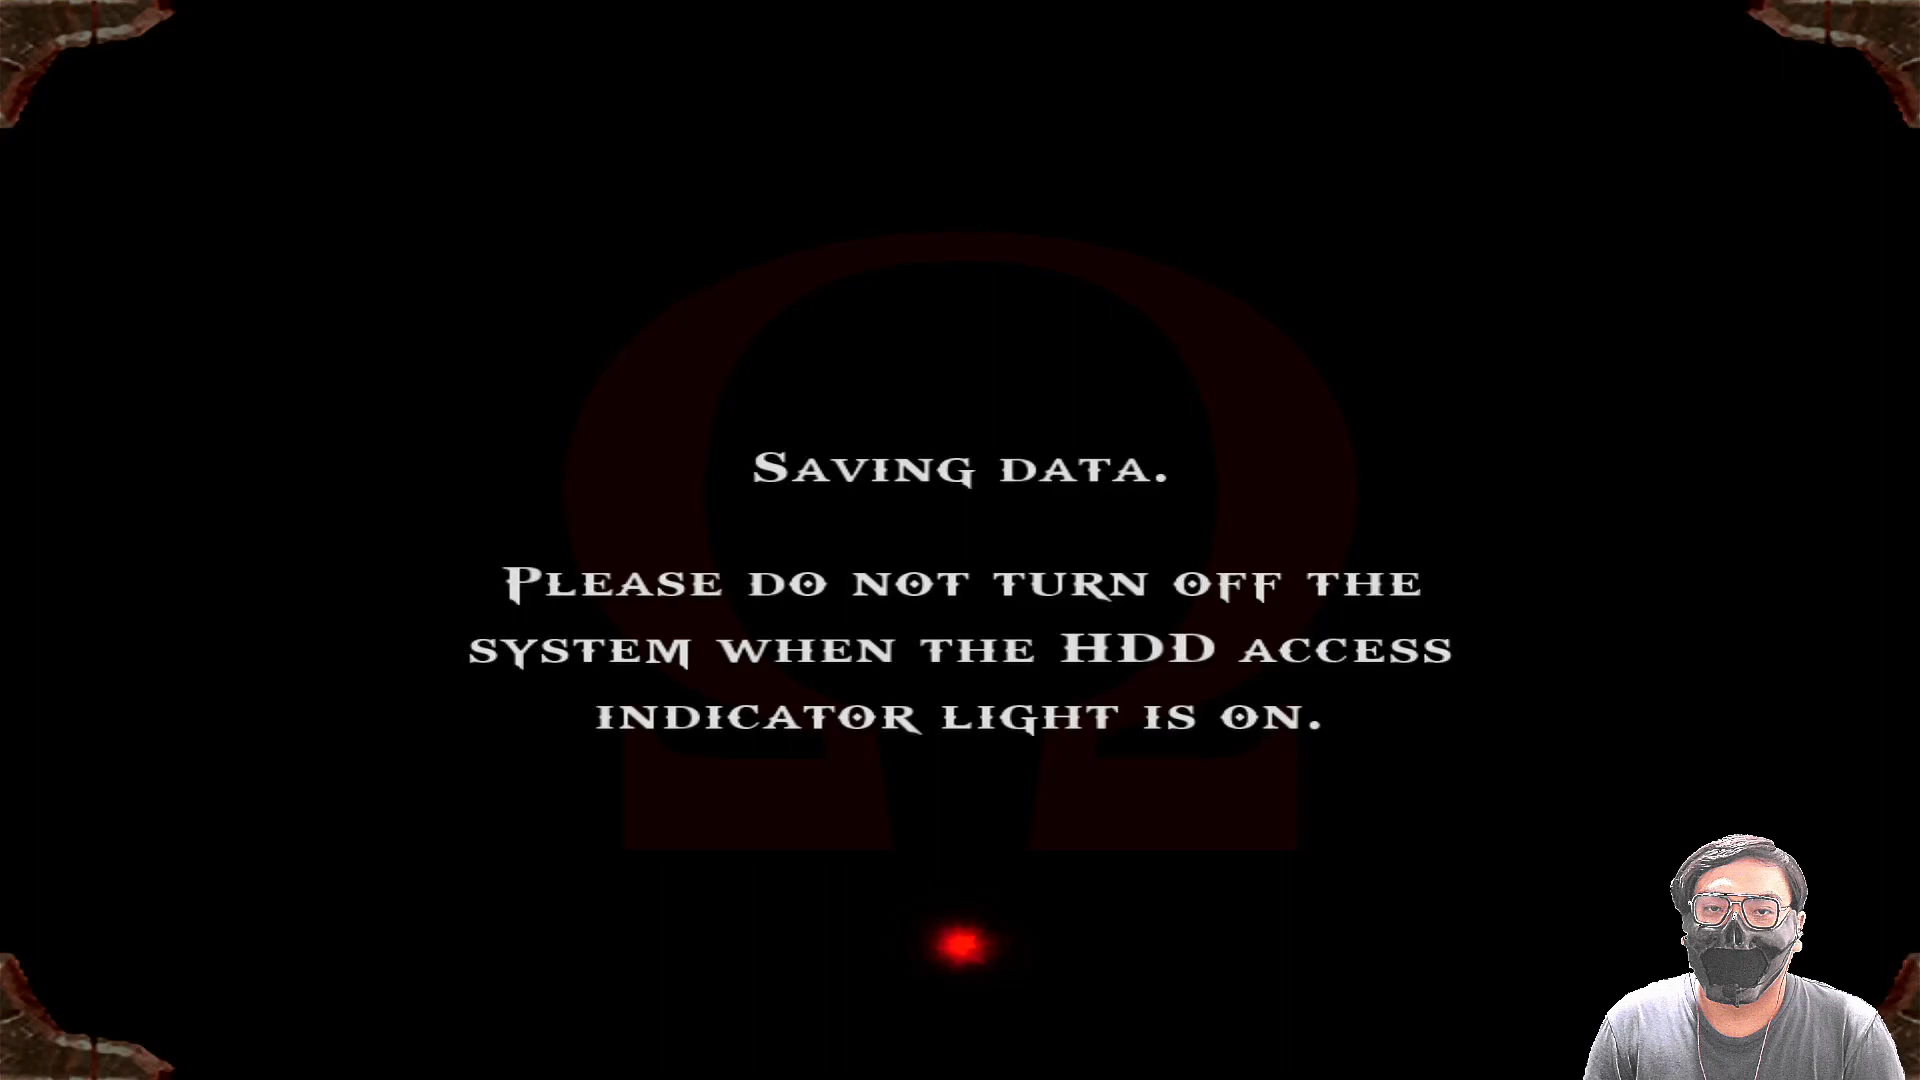 Saving data.
Please do not turn off the
system when the HDD access
indicator light is on.